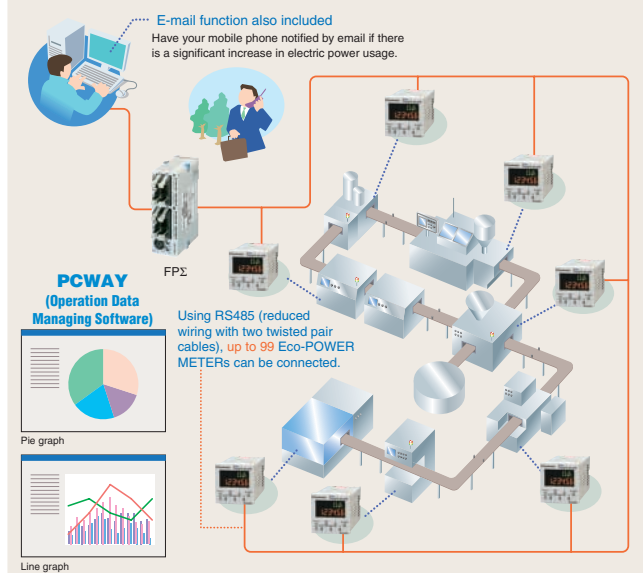 E-mail function also included
Have your mobile phone notified by email if there
is a significant increase in electric power usage.
FPΣ
PCWAY
(Operation Data
Managing Software)
Using RS485 (reduced
wiring with two twisted pair
cables), up to 99 Eco-POWER
METERs can be connected.
Pie graph
Line graph